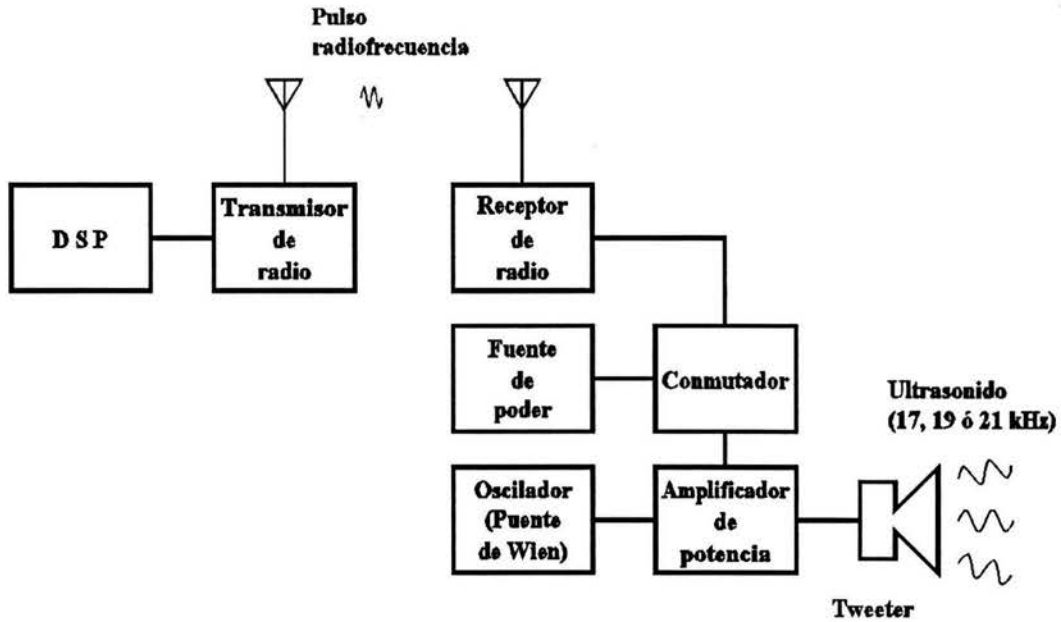 Pulso
radiofrecuencia
D S P
Transmisor
de
radio
Receptor
de
radio
Fuente
de
poder
Conmutador
Ultrasonido
(17, 19 ó 21 kHz)
Oscilador
(Puente
de Wien)
Amplificador
de
potencia
Tweeter